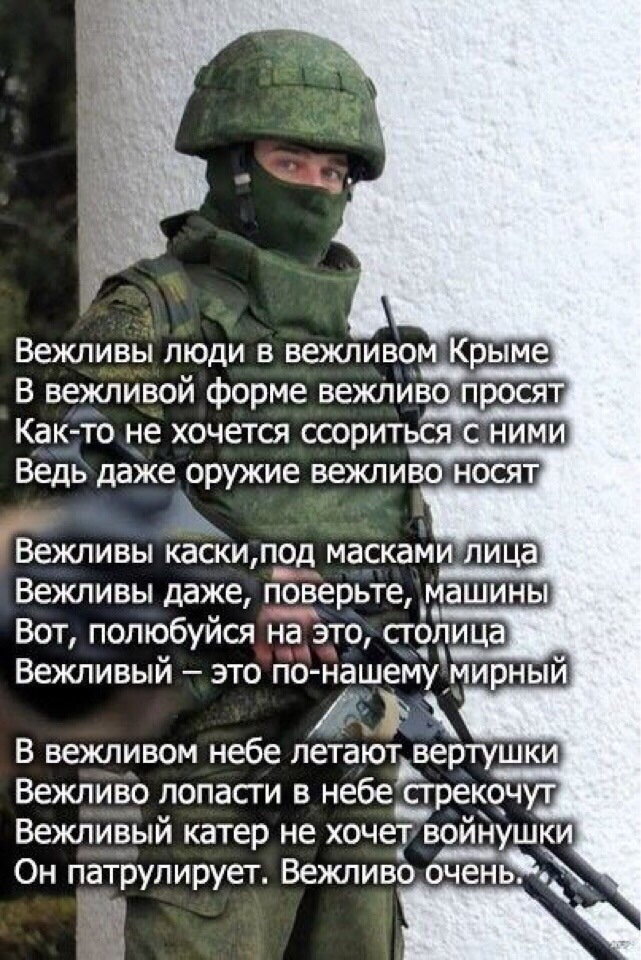 Вежливы люди в вежливом Крыме
В вежливой форме вежливо просят
Как-то не хочется ссориться с ними
Ведь даже оружие вежливо носят
Вежливы каски,под масками лица
Вежливы даже, поверьте, машины
Вот, полюбуйся на это, столица
Вежливый – это по-нашему мирный
В вежливом небе летают вертушки
Вежливо лопасти в небе стрекочут
Вежливый катер не хочет войнушки
Он патрулирует. Вежливо очень.